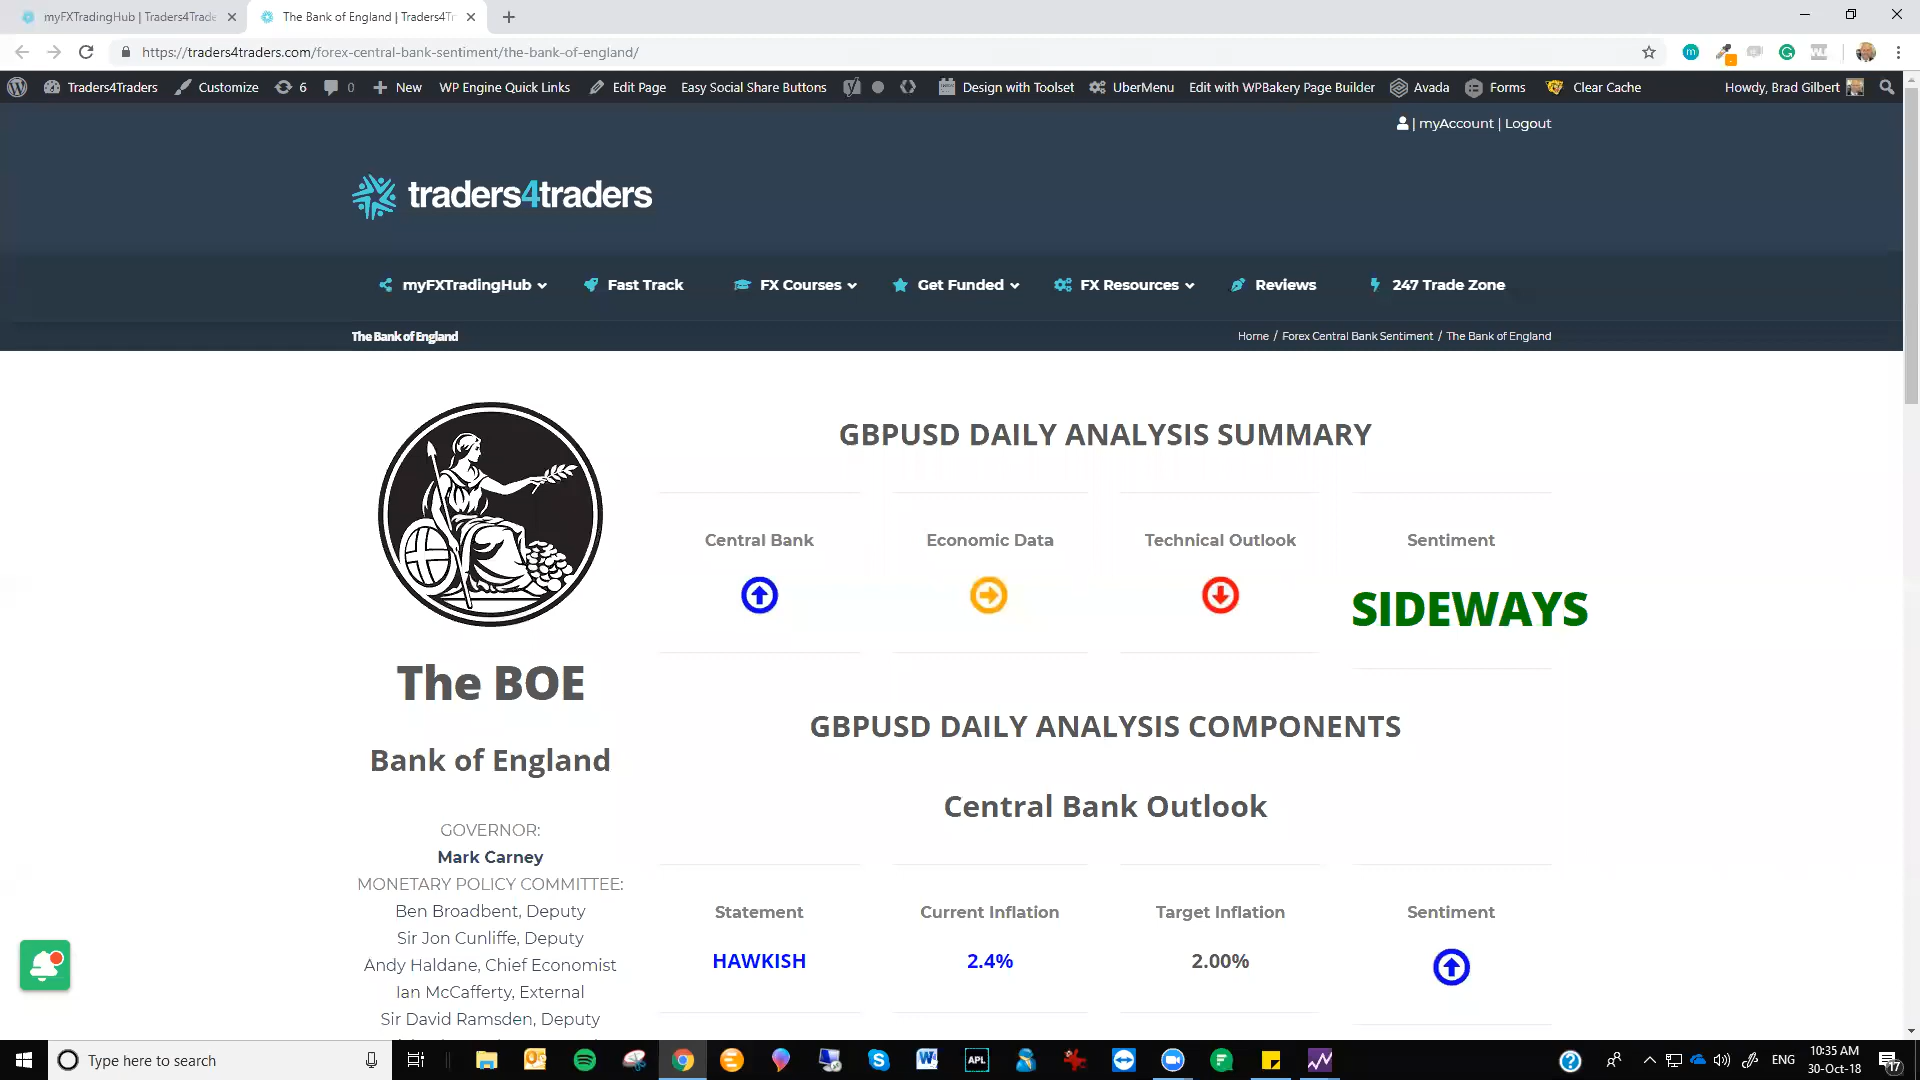 myFXTradingHub | Traders4Trade
The Bank of England | Traders4Tr
https://traders4traders.com/forex-central-bank-sentiment/the-bank-of-england/
Traders4Traders
Customize
6
0
New
WP Engine Quick Links
Edit Page
Easy Social Share Buttons
Design with Toolset
UberMenu
Edit with WPBakery Page Builder
Avada
Forms
Clear Cache
Howdy, Brad Gilbert
| myAccount | Logout
traders4traders
myFXTradingHub
Fast Track
FX Courses
Get Funded
FX Resources
Reviews
247 Trade Zone
The Bank of England
Home / Forex Central Bank Sentiment / The Bank of England
GBPUSD DAILY ANALYSIS SUMMARY
Central Bank
Economic Data
Technical Outlook
Sentiment
SIDEWAYS
The BOE
Bank of England
GOVERNOR:
Mark Carney
MONETARY POLICY COMMITTEE:
Ben Broadbent, Deputy
Sir Jon Cunliffe, Deputy
Andy Haldane, Chief Economist
Ian McCafferty, External
Sir David Ramsden, Deputy
GBPUSD DAILY ANALYSIS COMPONENTS
Central Bank Outlook
Statement
Current Inflation
Target Inflation
Sentiment
HAWKISH
2.4%
2.00%
Type here to search
APL
ENG
10:35 AM
30-Oct-18
17